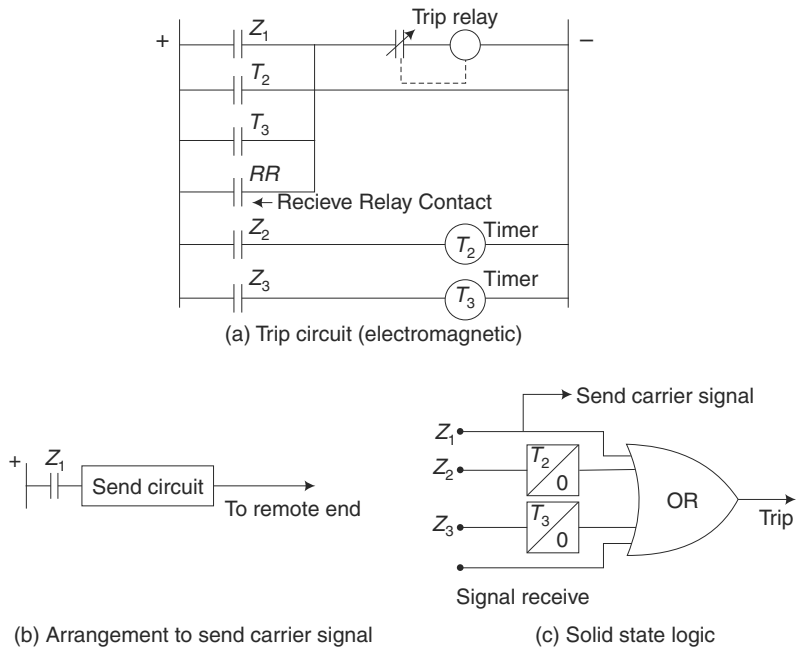 Trip relay
+ Z1 −
T2
T3
RR
Recieve Relay Contact
Z2 T2 Timer
Z3 T3 Timer
(a) Trip circuit (electromagnetic)
+ Z1 Send circuit
To remote end
(b) Arrangement to send carrier signal
Send carrier signal
Z1
Z2 T2 0
Z3 T3 0
OR
Trip
Signal receive
(c) Solid state logic